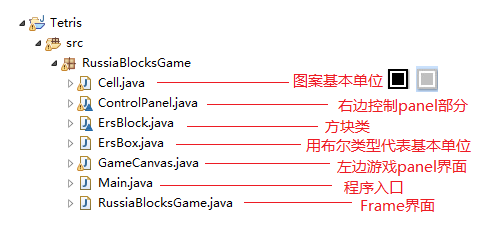 Tetris
src
RussiaBlocksGame
Cell.java 图案基本单位
ControlPanel.java 右边控制panel部分
ErsBlock.java 方块类
ErsBox.java 用布尔类型代表基本单位
GameCanvas.java 左边游戏panel界面
Main.java 程序入口
RussiaBlocksGame.java Frame界面